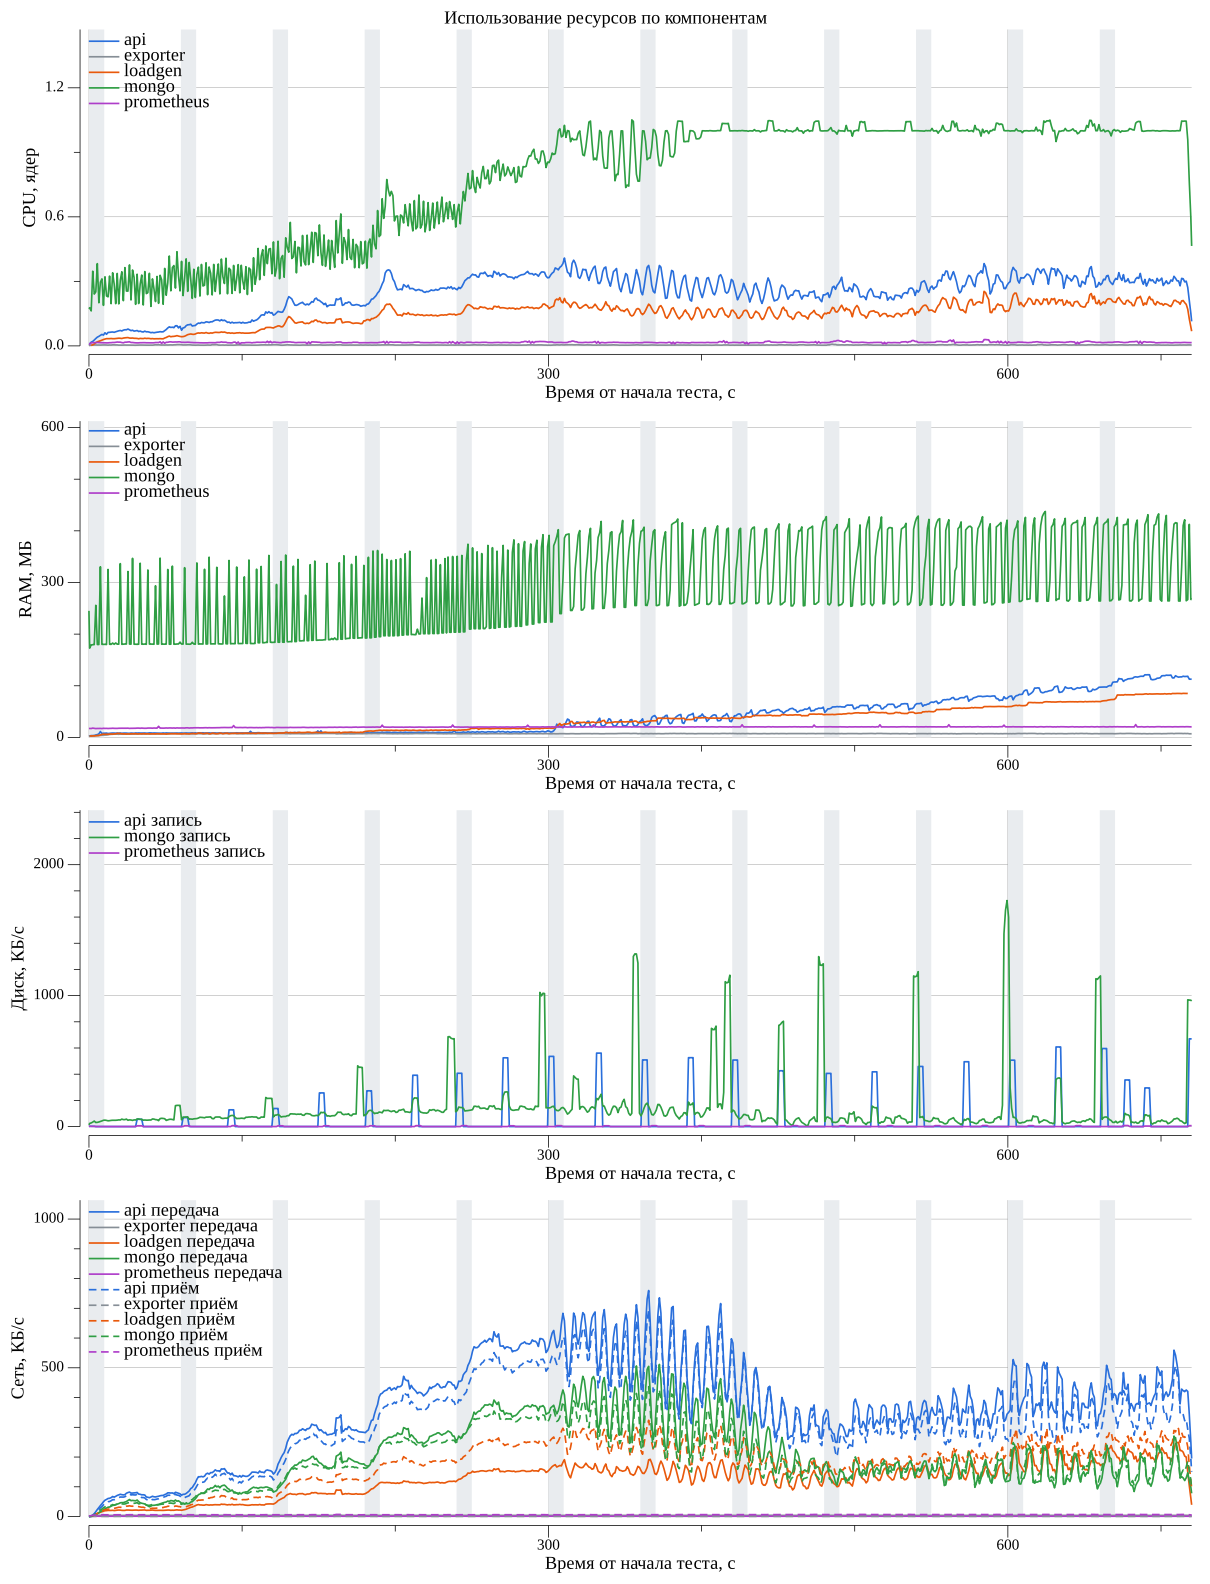 Использование ресурсов по компонентам
api
exporter
loadgen
mongo
prometheus
1.2
0.6
0.0
CPU, ядер
0
300
600
Время от начала теста, с
api
exporter
loadgen
mongo
prometheus
600
300
0
RAM, МБ
0
300
600
Время от начала теста, с
api запись
mongo запись
prometheus запись
2000
1000
0
Диск, КБ/с
0
300
600
Время от начала теста, с
api передача
exporter передача
loadgen передача
mongo передача
prometheus передача
api приём
exporter приём
loadgen приём
mongo приём
prometheus приём
1000
500
0
Сеть, КБ/с
0
300
600
Время от начала теста, с